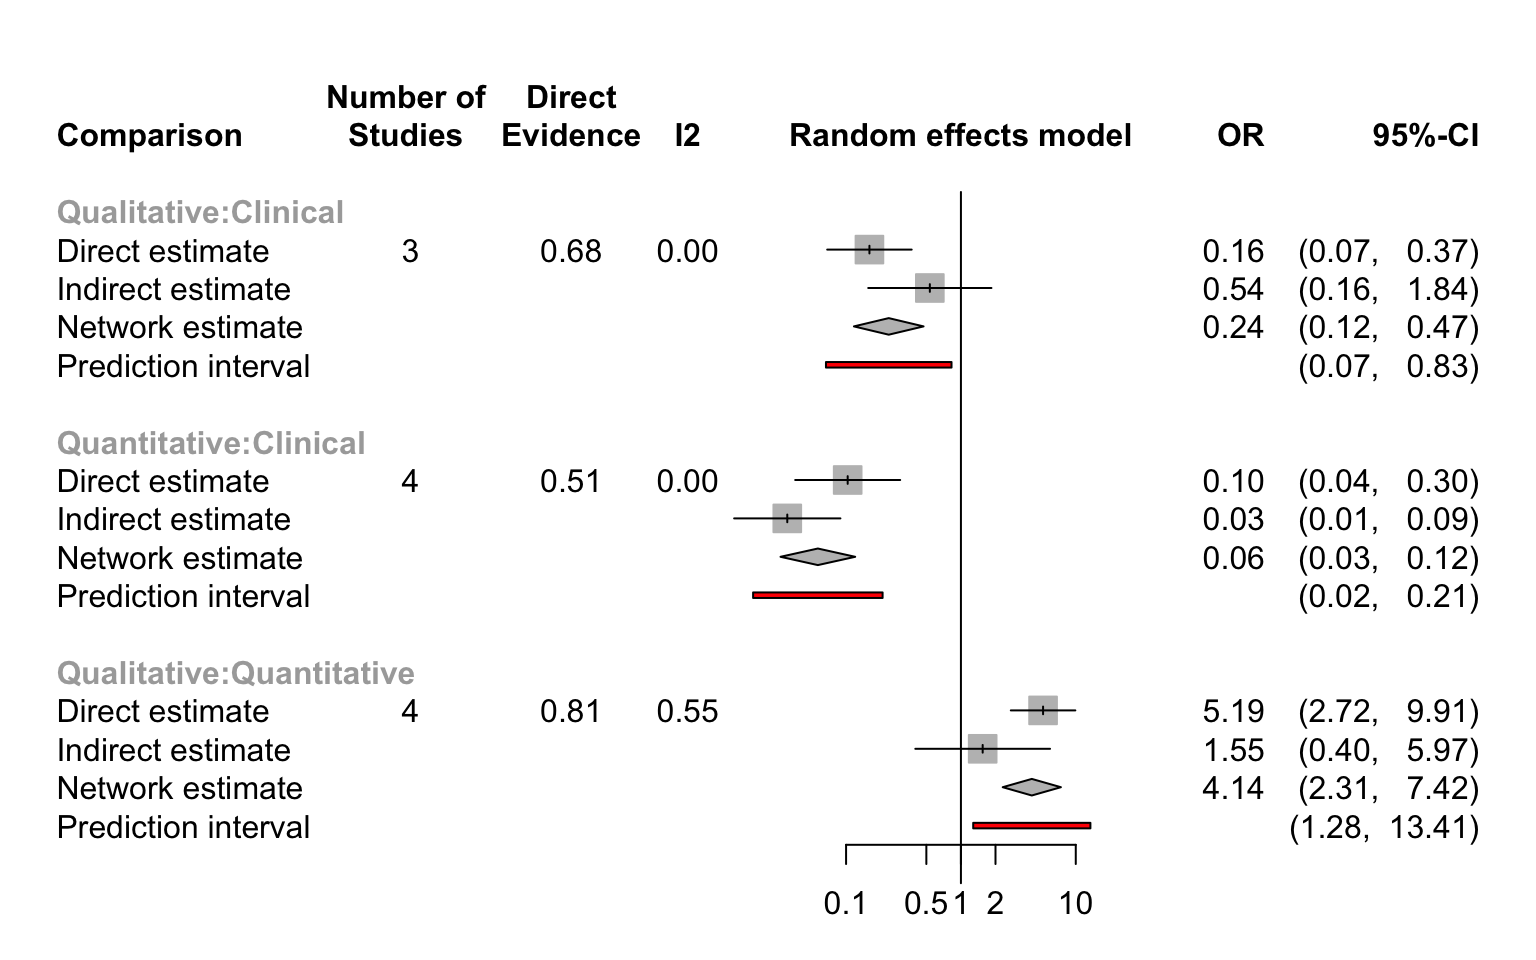 Number of Direct
Comparison Studies Evidence I2 Random effects model OR 95%-CI
Qualitative:Clinical
Direct estimate 3 0.68 0.00 0.16 (0.07, 0.37)
Indirect estimate 0.54 (0.16, 1.84)
Network estimate 0.24 (0.12, 0.47)
Prediction interval (0.07, 0.83)
Quantitative:Clinical
Direct estimate 4 0.51 0.00 0.10 (0.04, 0.30)
Indirect estimate 0.03 (0.01, 0.09)
Network estimate 0.06 (0.03, 0.12)
Prediction interval (0.02, 0.21)
Qualitative:Quantitative
Direct estimate 4 0.81 0.55 5.19 (2.72, 9.91)
Indirect estimate 1.55 (0.40, 5.97)
Network estimate 4.14 (2.31, 7.42)
Prediction interval (1.28, 13.41)
0.1 0.5 1 2 10